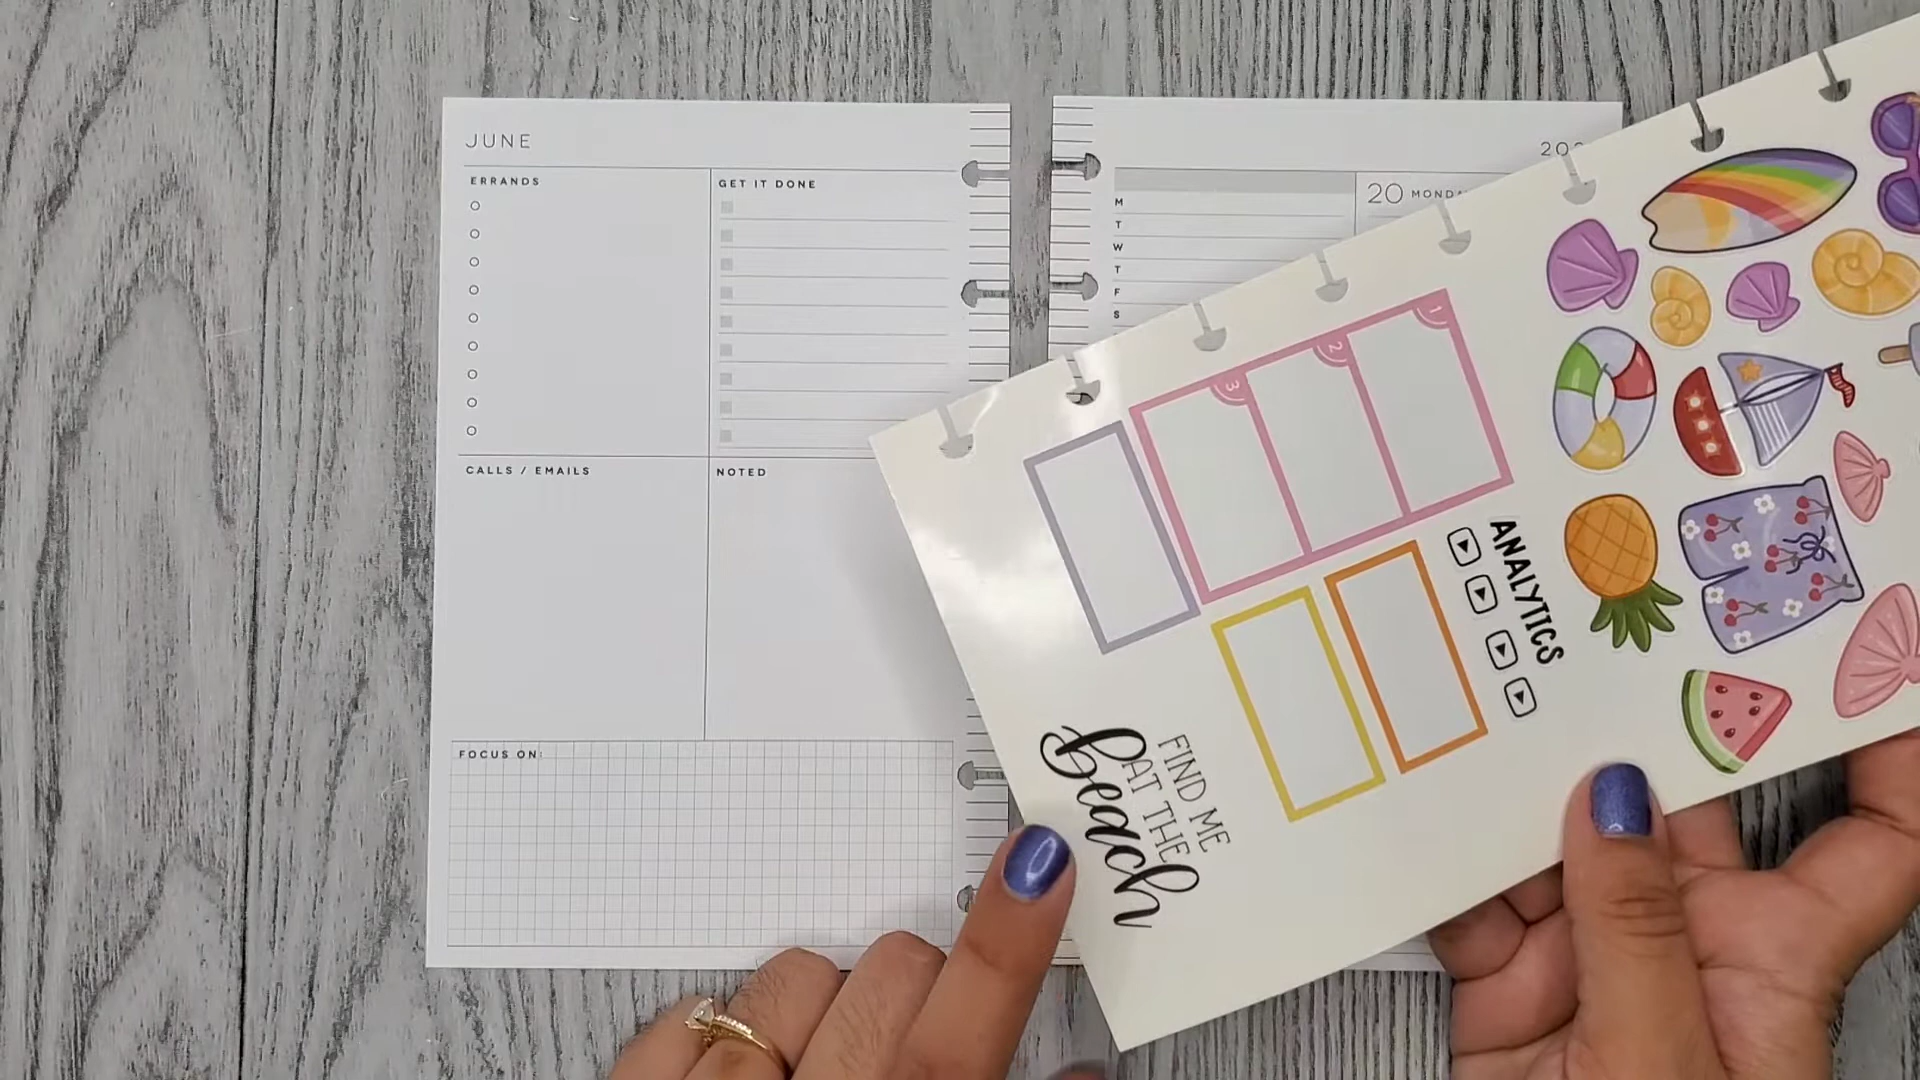 JUNE
ERRANDS
GET IT DONE
CALLS / EMAILS
NOTED
FOCUS ON:
M
T
W
T
F
S
20 
1
2
3
ANALYTICS
FIND ME
AT THE
Beach